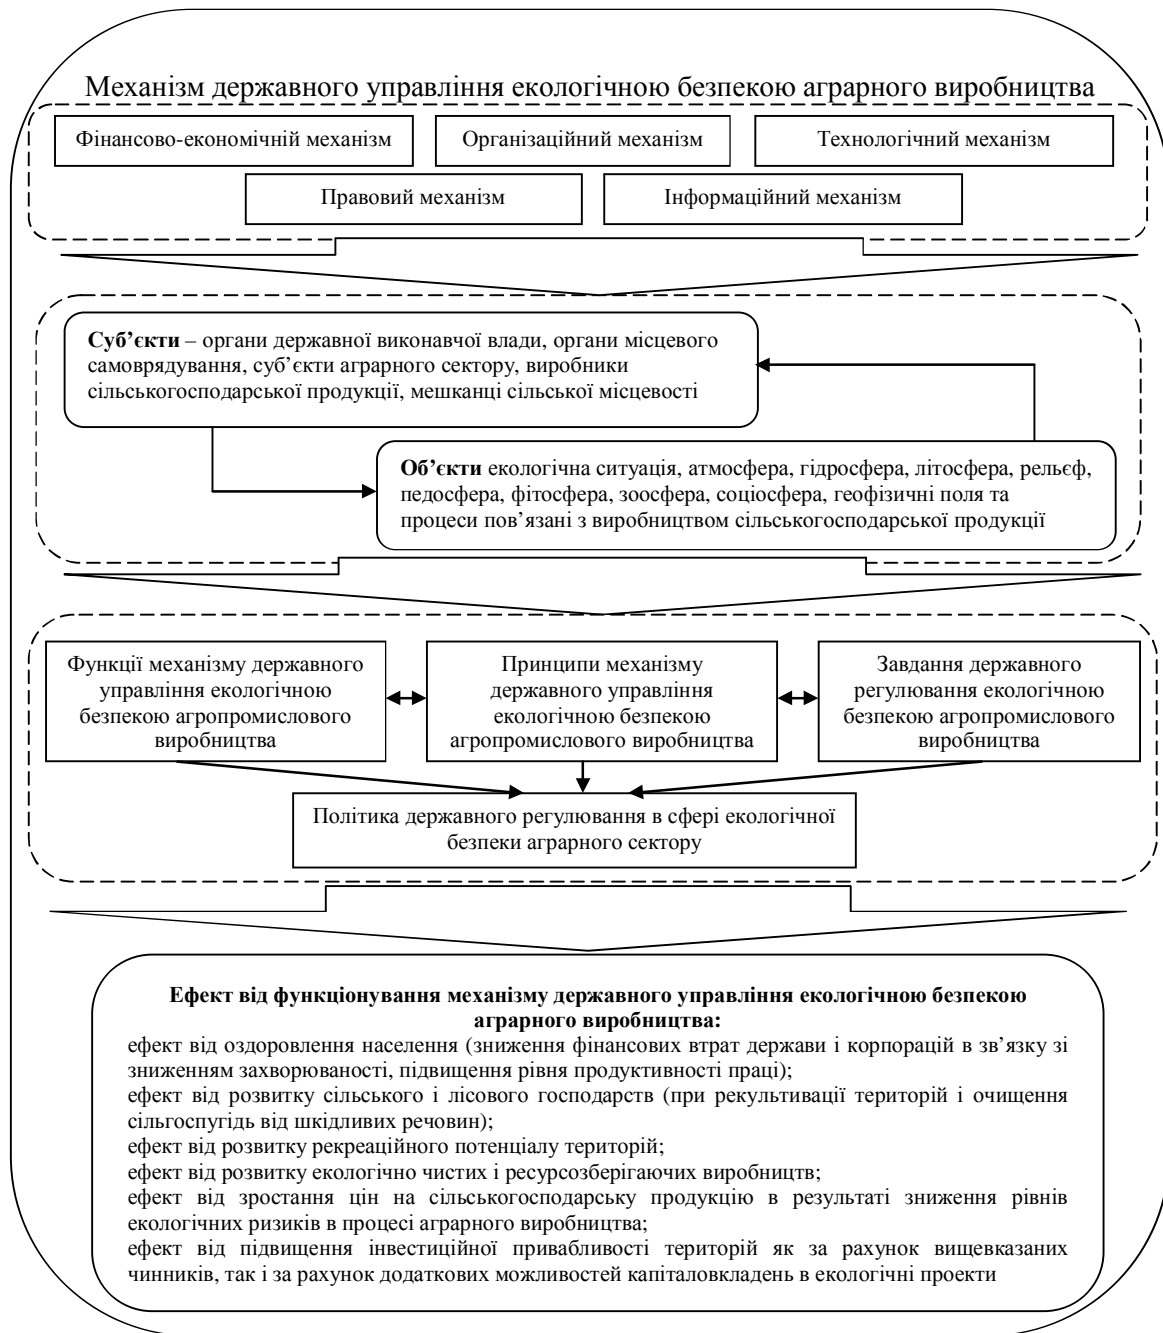 Механізм державного управління екологічною безпекою аграрного виробництва
Фінансово-економічній механізм
Організаційний механізм
Технологічний механізм
Правовий механізм
Інформаційний механізм
Суб’єкти – органи державної виконавчої влади, органи місцевого
самоврядування, суб’єкти аграрного сектору, виробники
сільськогосподарської продукції, мешканці сільської місцевості
Об’єкти екологічна ситуація, атмосфера, гідросфера, літосфера, рельєф,
педосфера, фітосфера, зоосфера, соціосфера, геофізичні поля та
процеси пов’язані з виробництвом сільськогосподарської продукції
Функції механізму державного
управління екологічною
безпекою агропромислового
виробництва
Принципи механізму
державного управління
екологічною безпекою
агропромислового виробництва
Завдання державного
регулювання екологічною
безпекою агропромислового
виробництва
Політика державного регулювання в сфері екологічної
безпеки аграрного сектору
Ефект від функціонування механізму державного управління екологічною безпекою
аграрного виробництва:
ефект від оздоровлення населення (зниження фінансових втрат держави і корпорацій в зв’язку зі
зниженням захворюваності, підвищення рівня продуктивності праці);
ефект від розвитку сільського і лісового господарств (при рекультивації територій і очищення
сільгоспугідь від шкідливих речовин);
ефект від розвитку рекреаційного потенціалу територій;
ефект від розвитку екологічно чистих і ресурсозберігаючих виробництв;
ефект від зростання цін на сільськогосподарську продукцію в результаті зниження рівнів
екологічних ризиків в процесі аграрного виробництва;
ефект від підвищення інвестиційної привабливості територій як за рахунок вищевказаних
чинників, так і за рахунок додаткових можливостей капіталовкладень в екологічні проекти